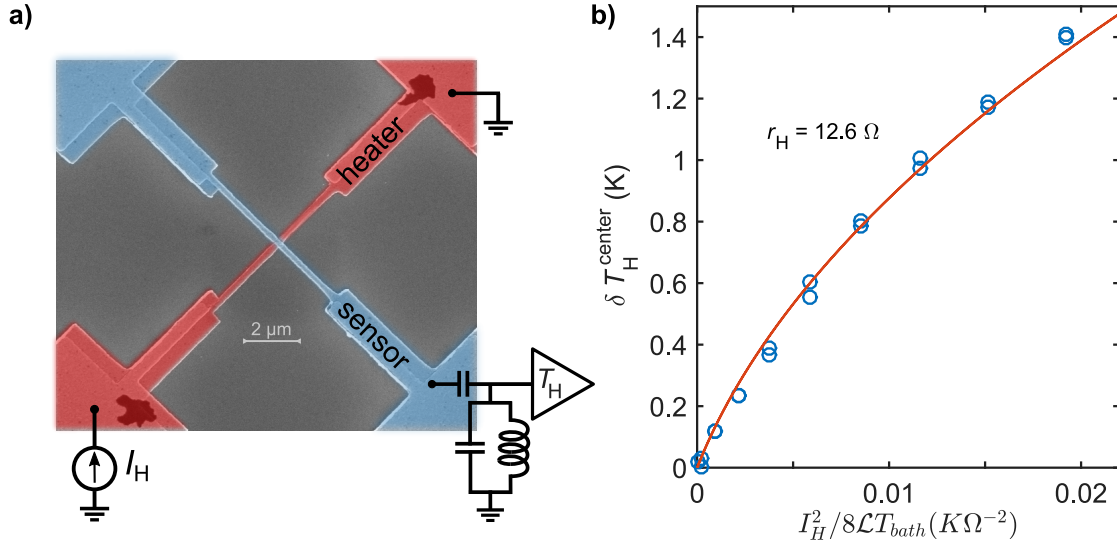 a)
heater
sensor
2 μm
T_H
I_H
b)
r_H = 12.6 Ω
δ T_H^center (K)
1.4
1.2
1
0.8
0.6
0.4
0.2
0
0
0.01
0.02
I_H^2/8ℒT_bath(KΩ^−2)